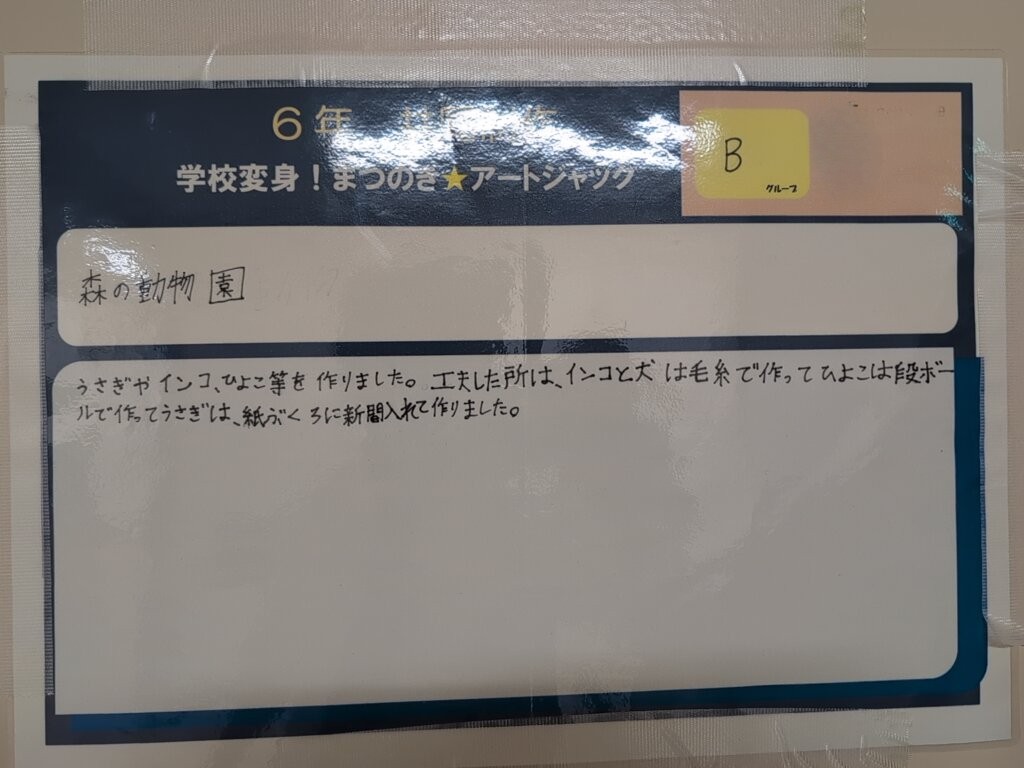 6年
学校変身！まつのき★アートジャック
B
グループ
森の動物園
うさぎやインコ、ひよこ等を作りました。工夫した所は、インコと犬は毛糸で作ってひよこは段ボー
ルで作ってうさぎは、紙ぶくろに新聞入れて作りました。